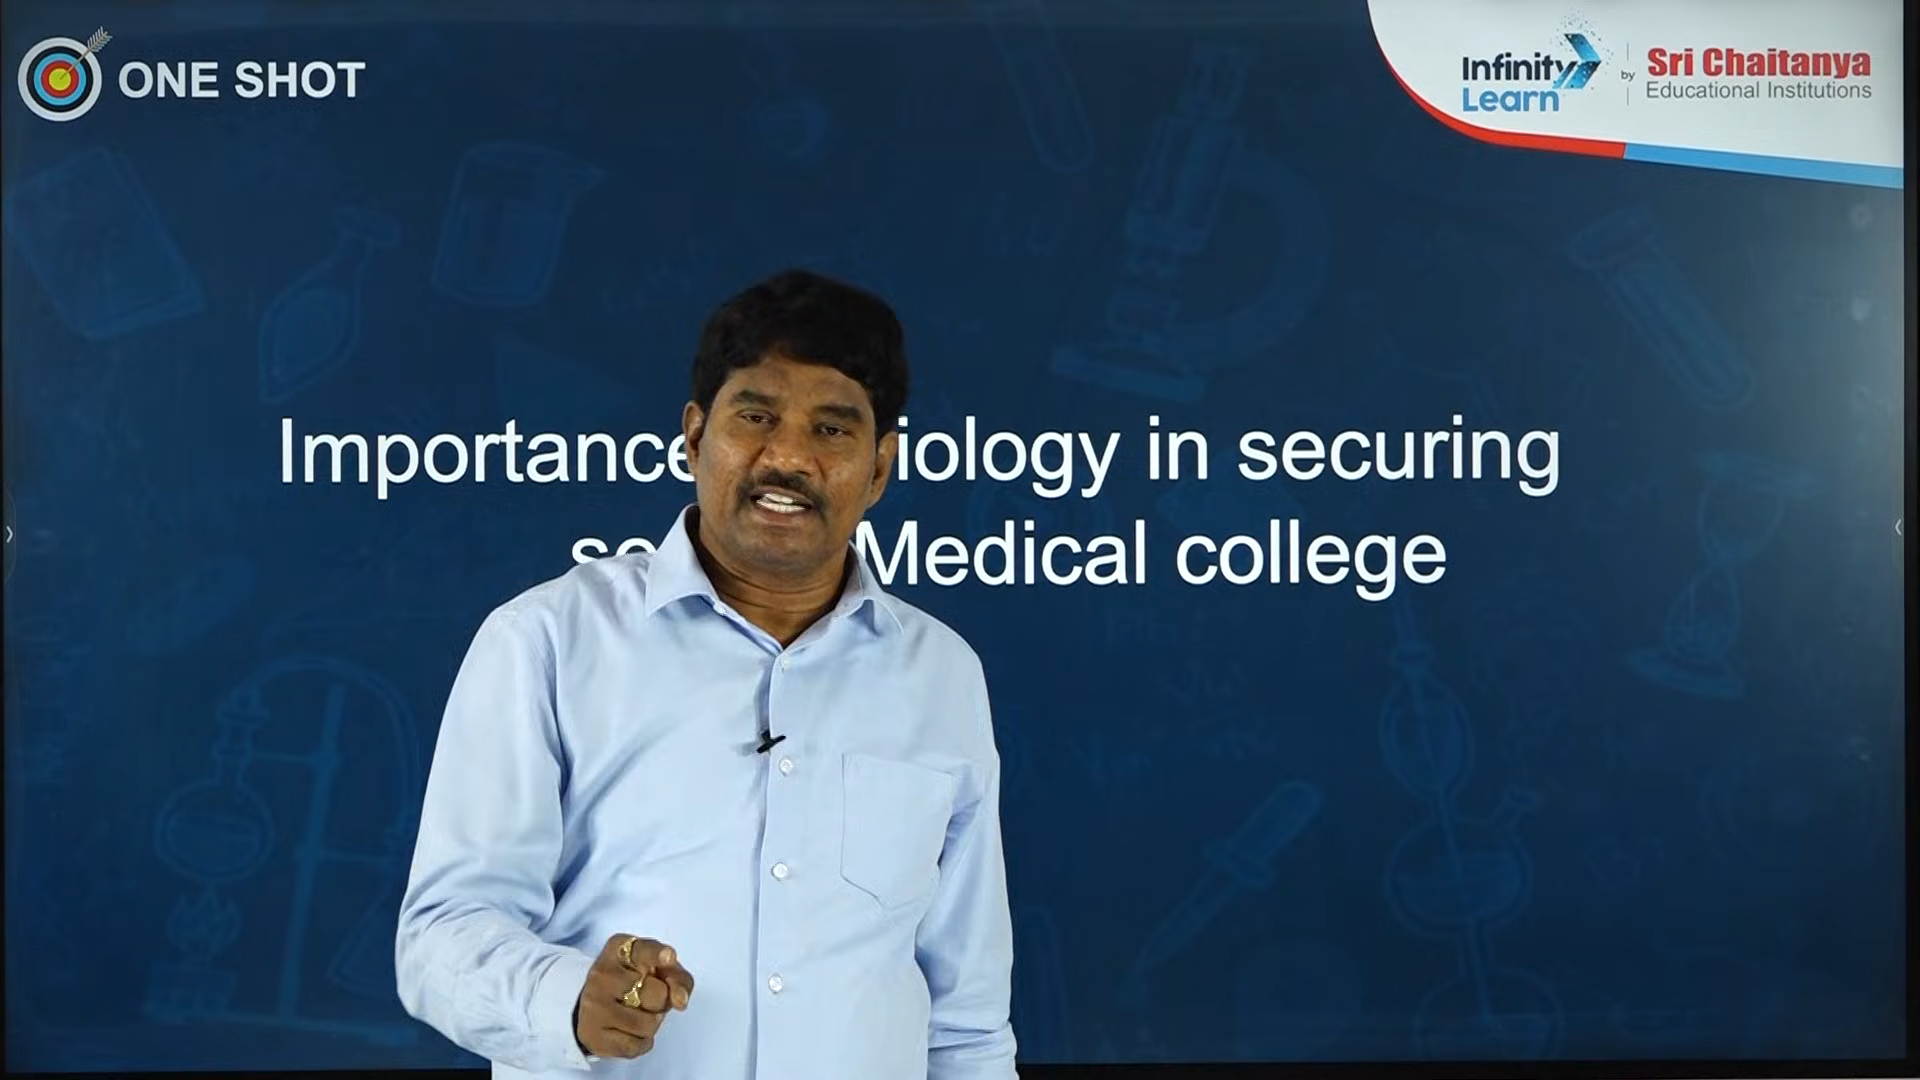 ONE SHOT
Infinity Learn
by
Sri Chaitanya
Educational Institutions
Importance iology in securing
Medical college